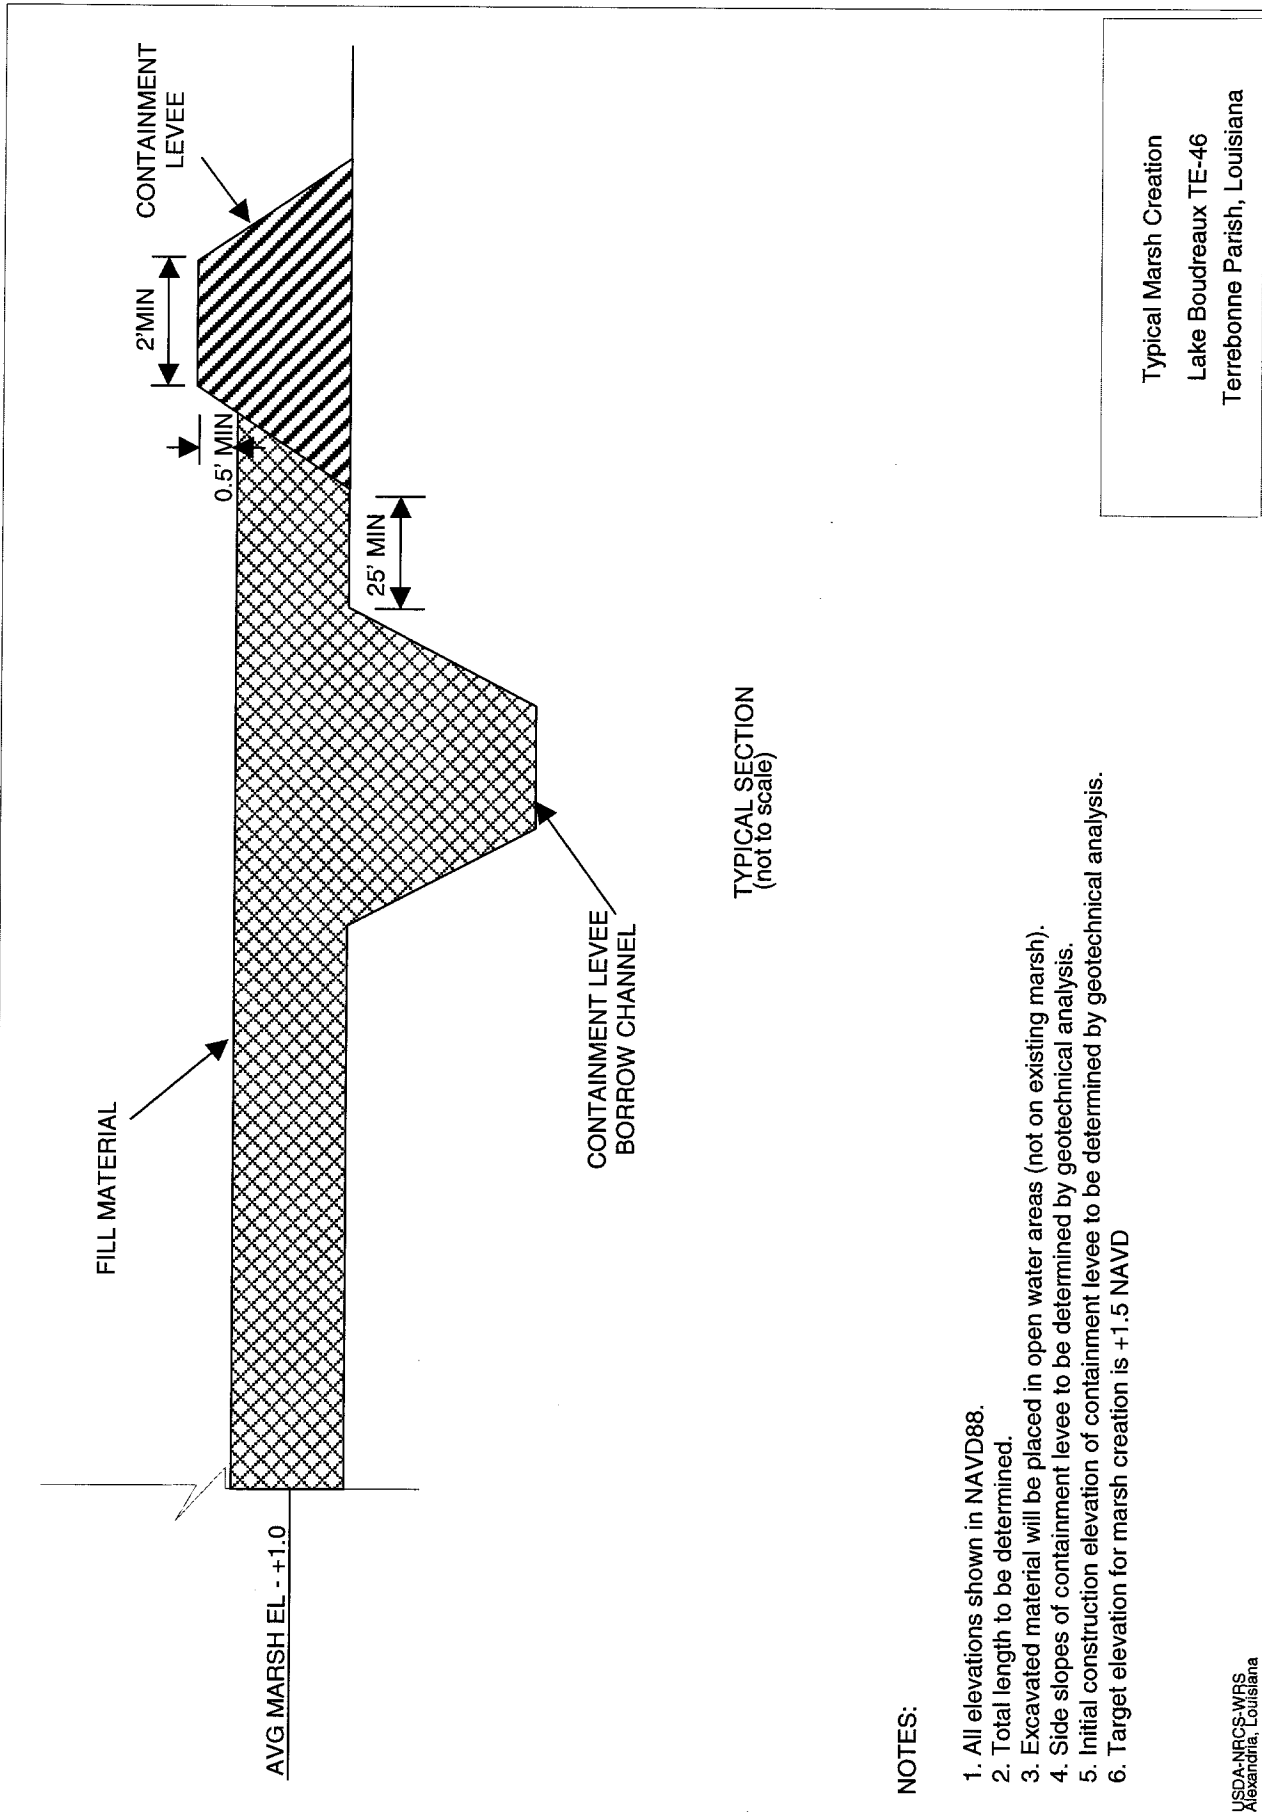 CONTAINMENT
LEVEE
2'MIN
0.5' MIN
25' MIN
FILL MATERIAL
AVG MARSH EL - +1.0
CONTAINMENT LEVEE
BORROW CHANNEL
TYPICAL SECTION
(not to scale)
NOTES:
1. All elevations shown in NAVD88.
2. Total length to be determined.
3. Excavated material will be placed in open water areas (not on existing marsh).
4. Side slopes of containment levee to be determined by geotechnical analysis.
5. Initial construction elevation of containment levee to be determined by geotechnical analysis.
6. Target elevation for marsh creation is +1.5 NAVD
Typical Marsh Creation
Lake Boudreaux TE-46
Terrebonne Parish, Louisiana
USDA-NRCS-WRS
Alexandria, Louisiana